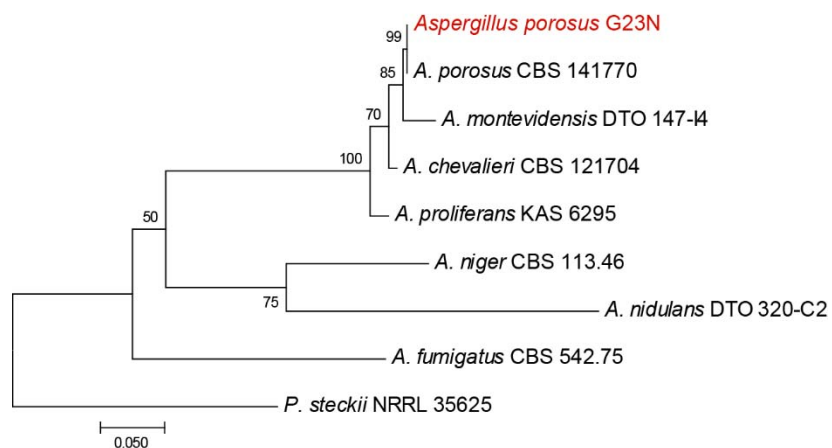 Aspergillus porosus G23N
99
A. porosus CBS 141770
85
A. montevidensis DTO 147-I4
70
A. chevalieri CBS 121704
100
A. proliferans KAS 6295
50
A. niger CBS 113.46
75
A. nidulans DTO 320-C2
A. fumigatus CBS 542.75
P. steckii NRRL 35625
0.050